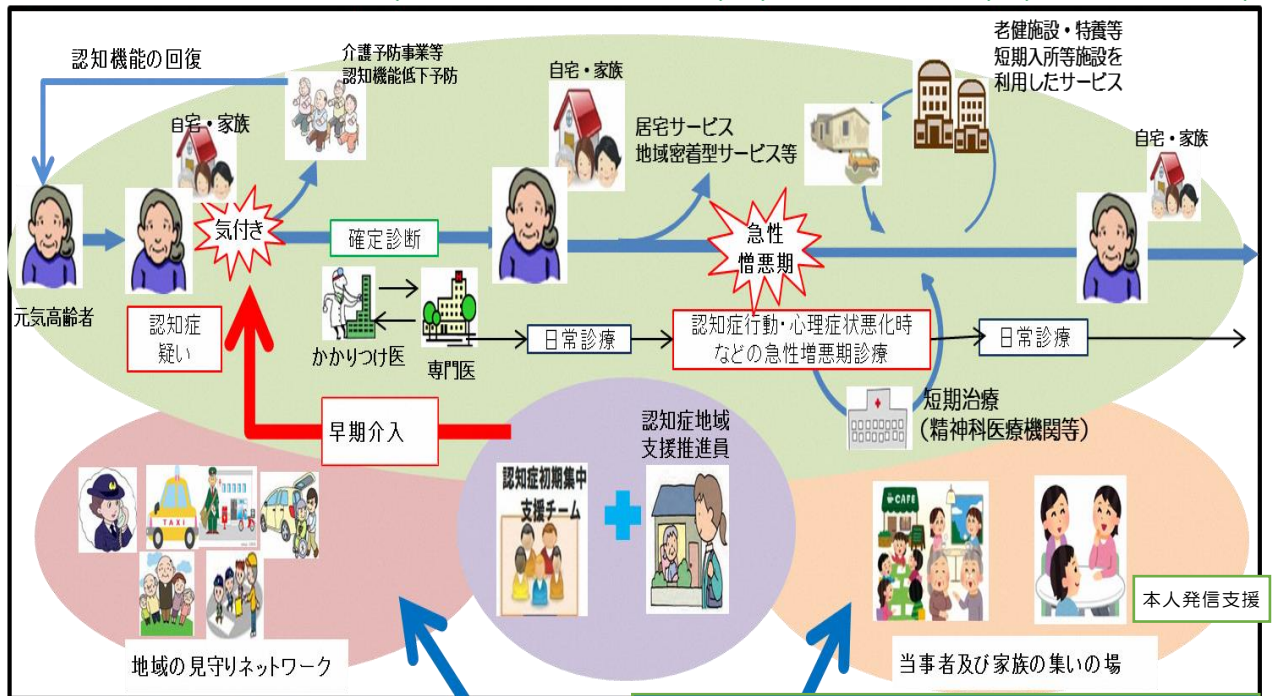 認知機能の回復
介護予防事業等
認知機能低下予防
自宅・家族
自宅・家族
居宅サービス
地域密着型サービス等
老健施設・特養等
短期入所等施設を
利用したサービス
自宅・家族
気付き
確定診断
急性
増悪期
元気高齢者
認知症
疑い
かかりつけ医
専門医
日常診療
認知症行動・心理症状悪化時
などの急性増悪期診療
日常診療
短期治療
(精神科医療機関等)
早期介入
認知症地域
支援推進員
認知症初期集中
支援チーム
TAXI
CAFE
本人発信支援
地域の見守りネットワーク
当事者及び家族の集いの場